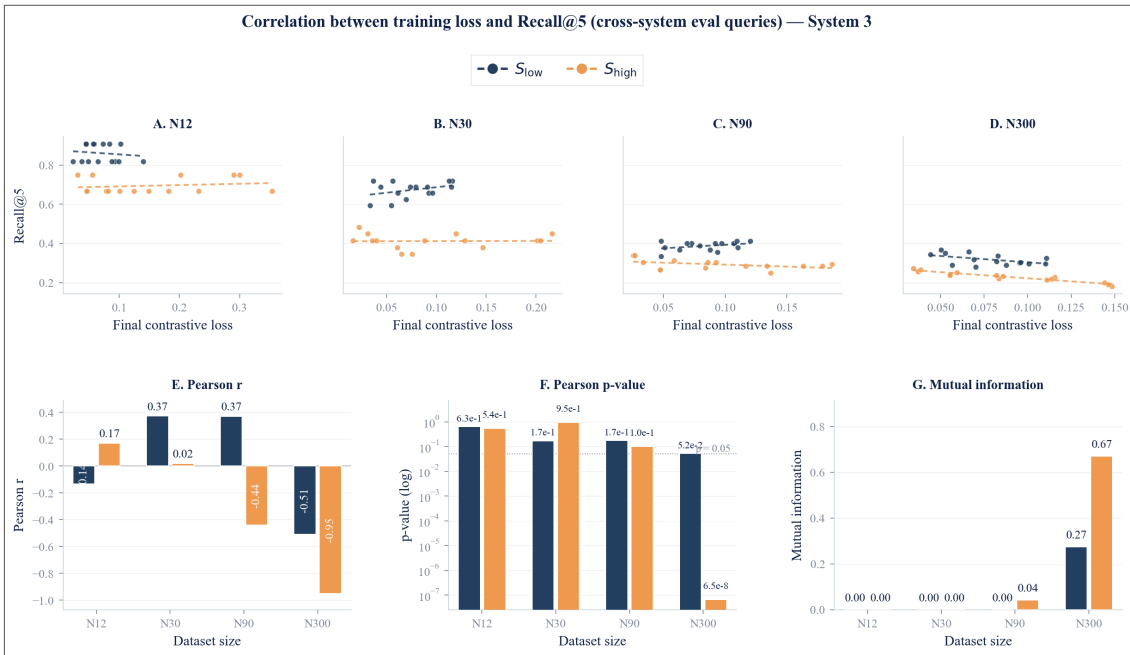 Correlation between training loss and Recall@5 (cross-system eval queries) — System 3
S_low S_high
A. N12
B. N30
C. N90
D. N300
Recall@5
0.8
0.6
0.4
0.2
0.1 0.2 0.3
0.05 0.10 0.15 0.20
0.05 0.10 0.15
0.050 0.075 0.100 0.125 0.150
Final contrastive loss
Final contrastive loss
Final contrastive loss
Final contrastive loss
E. Pearson r
Pearson r
0.4
0.2
0.0
−0.2
−0.4
−0.6
−0.8
−1.0
0.17
0.37
0.02
0.37
-0.44
-0.51
-0.95
N12 N30 N90 N300
Dataset size
F. Pearson p-value
p-value (log)
10^0
10^−1
10^−2
10^−3
10^−4
10^−5
10^−6
10^−7
6.3e-1 5.4e-1
1.7e-1 9.5e-1
1.7e-1 1.0e-1
5.2e-2 6.5e-8
= 0.05
N12 N30 N90 N300
Dataset size
G. Mutual information
Mutual information
0.8
0.6
0.4
0.2
0.0
0.00 0.00
0.00 0.00
0.00 0.04
0.27 0.67
N12 N30 N90 N300
Dataset size